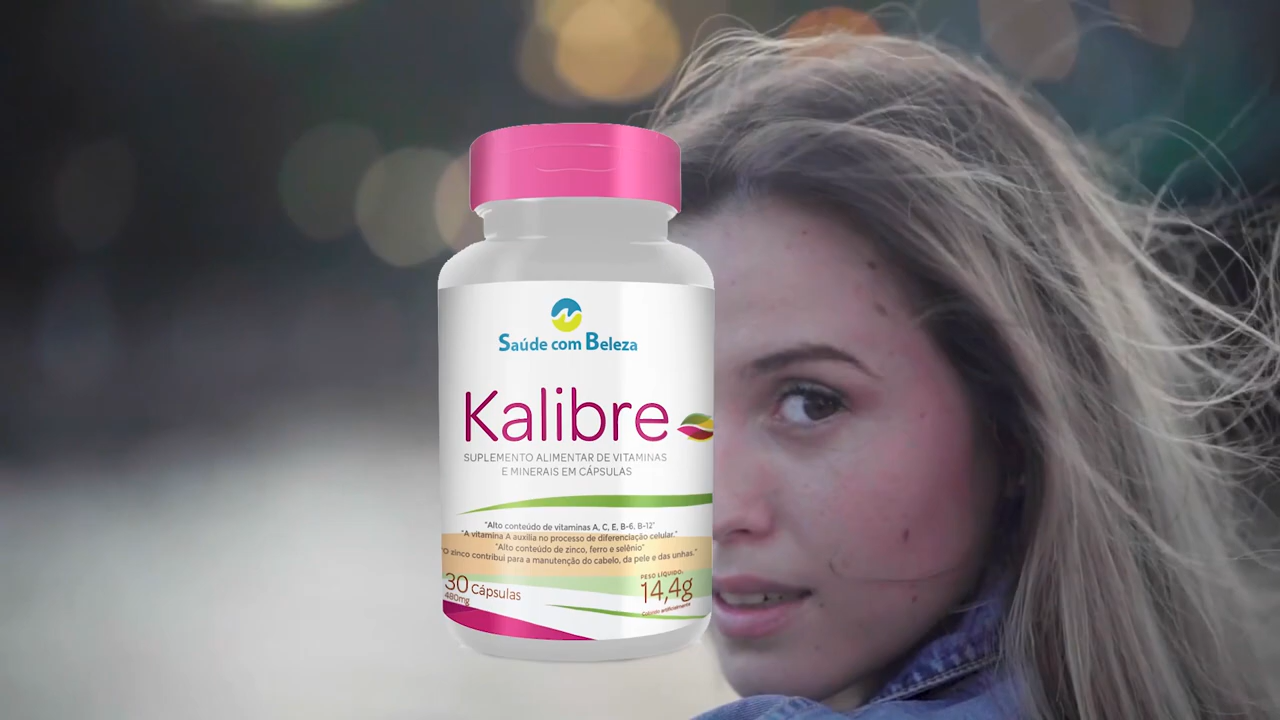 Saúde com Beleza
Kalibre
SUPLEMENTO ALIMENTAR DE VITAMINAS
E MINERAIS EM CÁPSULAS
"Alto conteúdo de vitaminas A, C, E, B-6, B-12"
"A vitamina A auxilia no processo de diferenciação celular."
"Alto conteúdo de zinco, ferro e selênio"
O zinco contribui para a manutenção do cabelo, da pele e das unhas."
30 Cápsulas
480mg
PESO LÍQUIDO:
14,4g
Colorido artificialmente